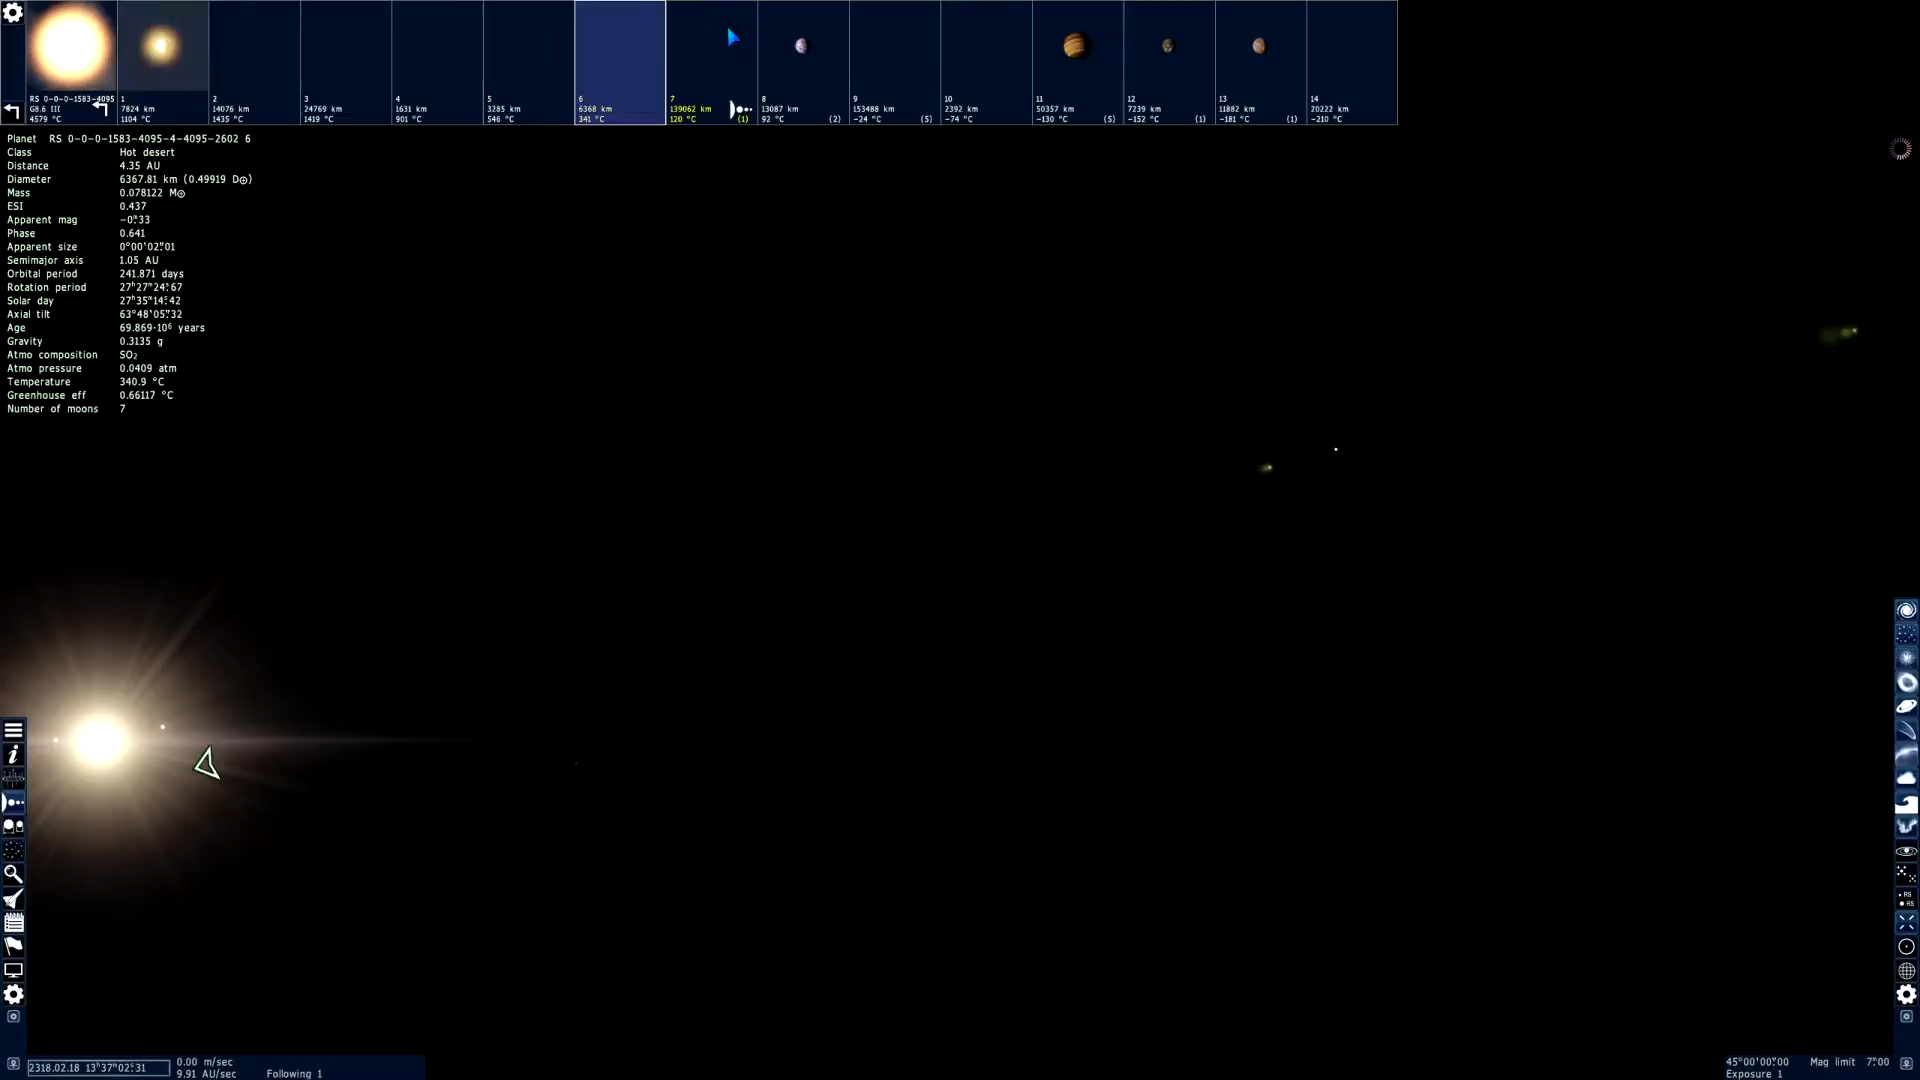 RS 0-0-0-1583-4095
G8.6 III
4579 °C
1
7824 km
1104 °C
2
14076 km
1435 °C
3
24769 km
1419 °C
4
1631 km
901 °C
5
3285 km
546 °C
6
6368 km
341 °C
7
139062 km
120 °C (1)
8
13087 km
92 °C (2)
9
153488 km
-24 °C (5)
10
2392 km
-74 °C
11
50357 km
-130 °C (5)
12
7239 km
-152 °C (1)
13
11882 km
-181 °C (1)
14
20222 km
-210 °C
Planet RS 0-0-0-1583-4095-4-4095-2602 6
Class Hot desert
Distance 4.35 AU
Diameter 6367.81 km (0.49919 D⊕)
Mass 0.078122 M⊕
ESI 0.437
Apparent mag -0ᵐ.33
Phase 0.641
Apparent size 0°00'02".01
Semimajor axis 1.05 AU
Orbital period 241.871 days
Rotation period 27ʰ27ᵐ24ˢ.67
Solar day 27ʰ35ᵐ14ˢ.42
Axial tilt 63°48'05".32
Age 69.869·10⁶ years
Gravity 0.3135 g
Atmo composition SO₂
Atmo pressure 0.0409 atm
Temperature 340.9 °C
Greenhouse eff 0.66117 °C
Number of moons 7
RS
RS
2318.02.18 13ʰ37ᵐ02ˢ.31
0.00 m/sec
9.91 AU/sec Following 1
45°00'00".00 Mag limit 7ᵐ.00
Exposure 1